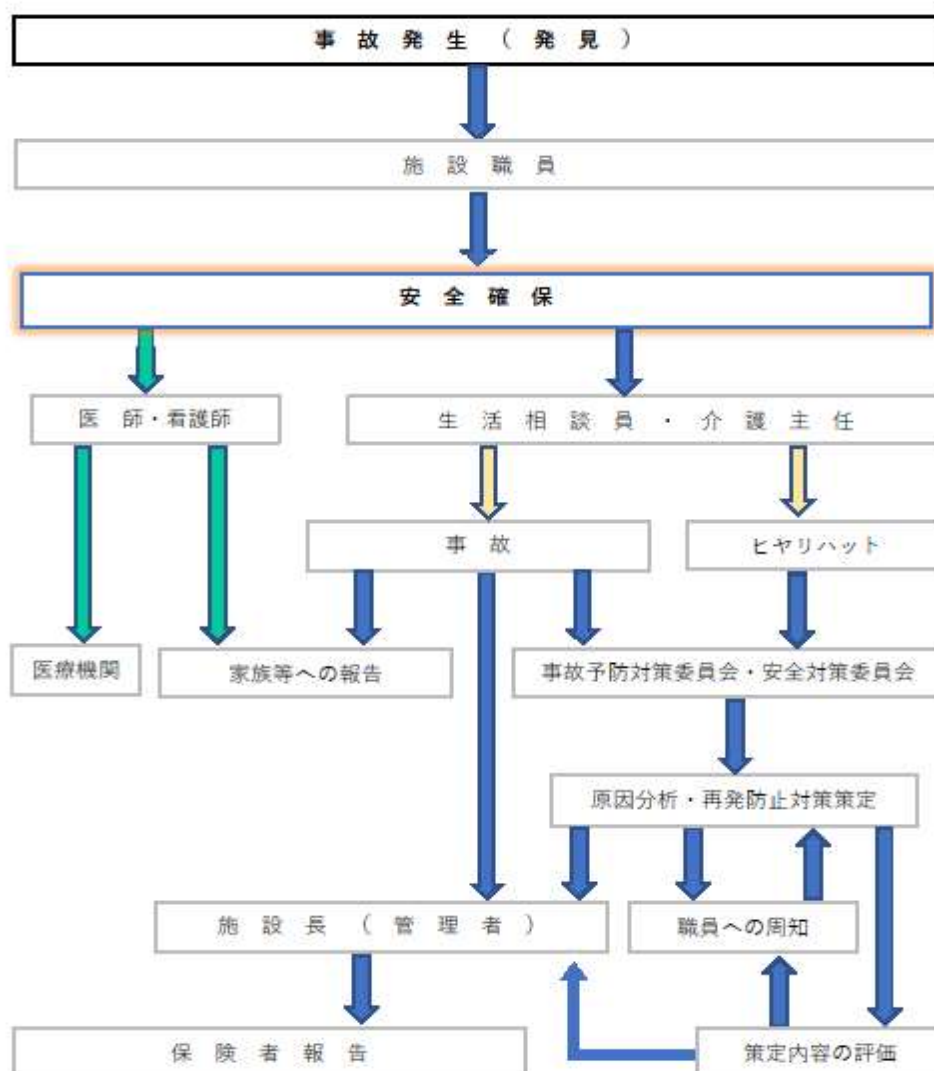 事故発生（発見）
施設職員
安全確保
医師・看護師
生活相談員・介護主任
事故
ヒヤリハット
医療機関
家族等への報告
事故予防対策委員会・安全対策委員会
原因分析・再発防止対策策定
施設長（管理者）
職員への周知
保険者報告
策定内容の評価